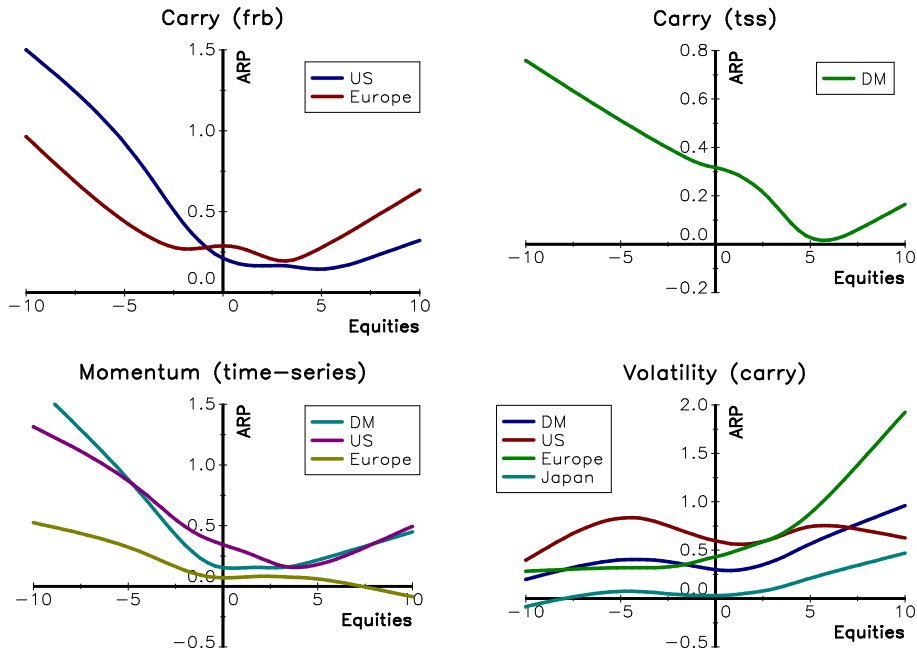 Carry (frb)
ARP
1.5
1.0
0.5
0.0
US
Europe
−10
−5
0
5
10
Equities
Carry (tss)
ARP
0.8
0.6
0.4
0.2
0.0
−0.2
DM
−10
−5
0
5
10
Equities
Momentum (time−series)
ARP
1.5
1.0
0.5
0.0
−0.5
DM
US
Europe
−10
−5
0
5
10
Equities
Volatility (carry)
ARP
2.0
1.5
1.0
0.5
0.0
−0.5
DM
US
Europe
Japan
−10
−5
0
5
10
Equities